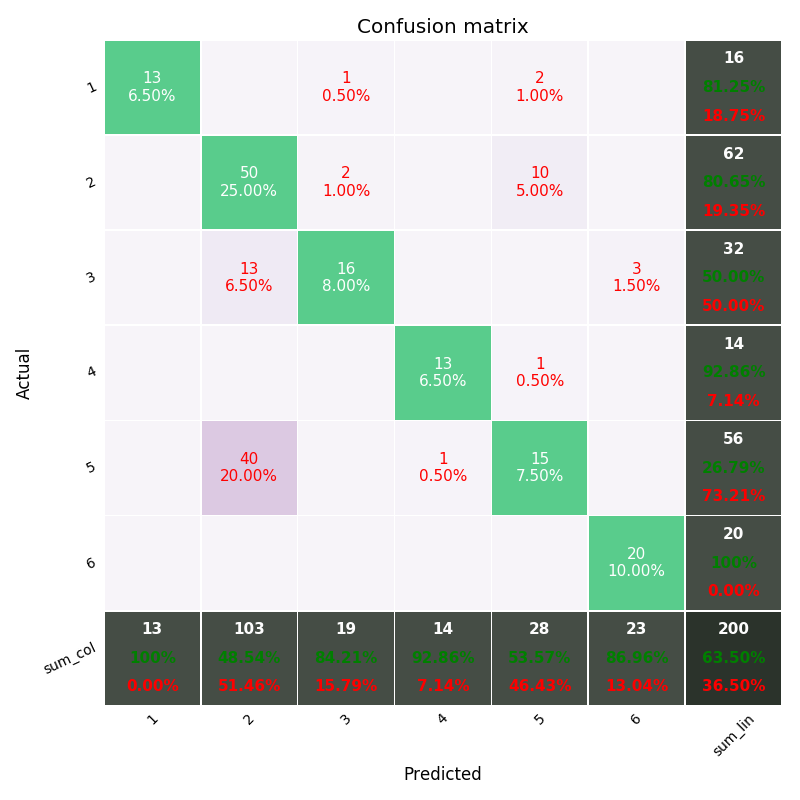 Confusion matrix
13 1 2 16
6.50% 0.50% 1.00% 81.25%
18.75%
1
50 2 10 62
25.00% 1.00% 5.00% 80.65%
19.35%
2
13 16 3 32
6.50% 8.00% 1.50% 50.00%
50.00%
3
13 1 14
6.50% 0.50% 92.86%
7.14%
4
40 1 15 56
20.00% 0.50% 7.50% 26.79%
73.21%
5
20 20
10.00% 100%
0.00%
6
13 103 19 14 28 23 200
100% 48.54% 84.21% 92.86% 53.57% 86.96% 63.50%
0.00% 51.46% 15.79% 7.14% 46.43% 13.04% 36.50%
sum_col
1 2 3 4 5 6 sum_lin
Actual
Predicted